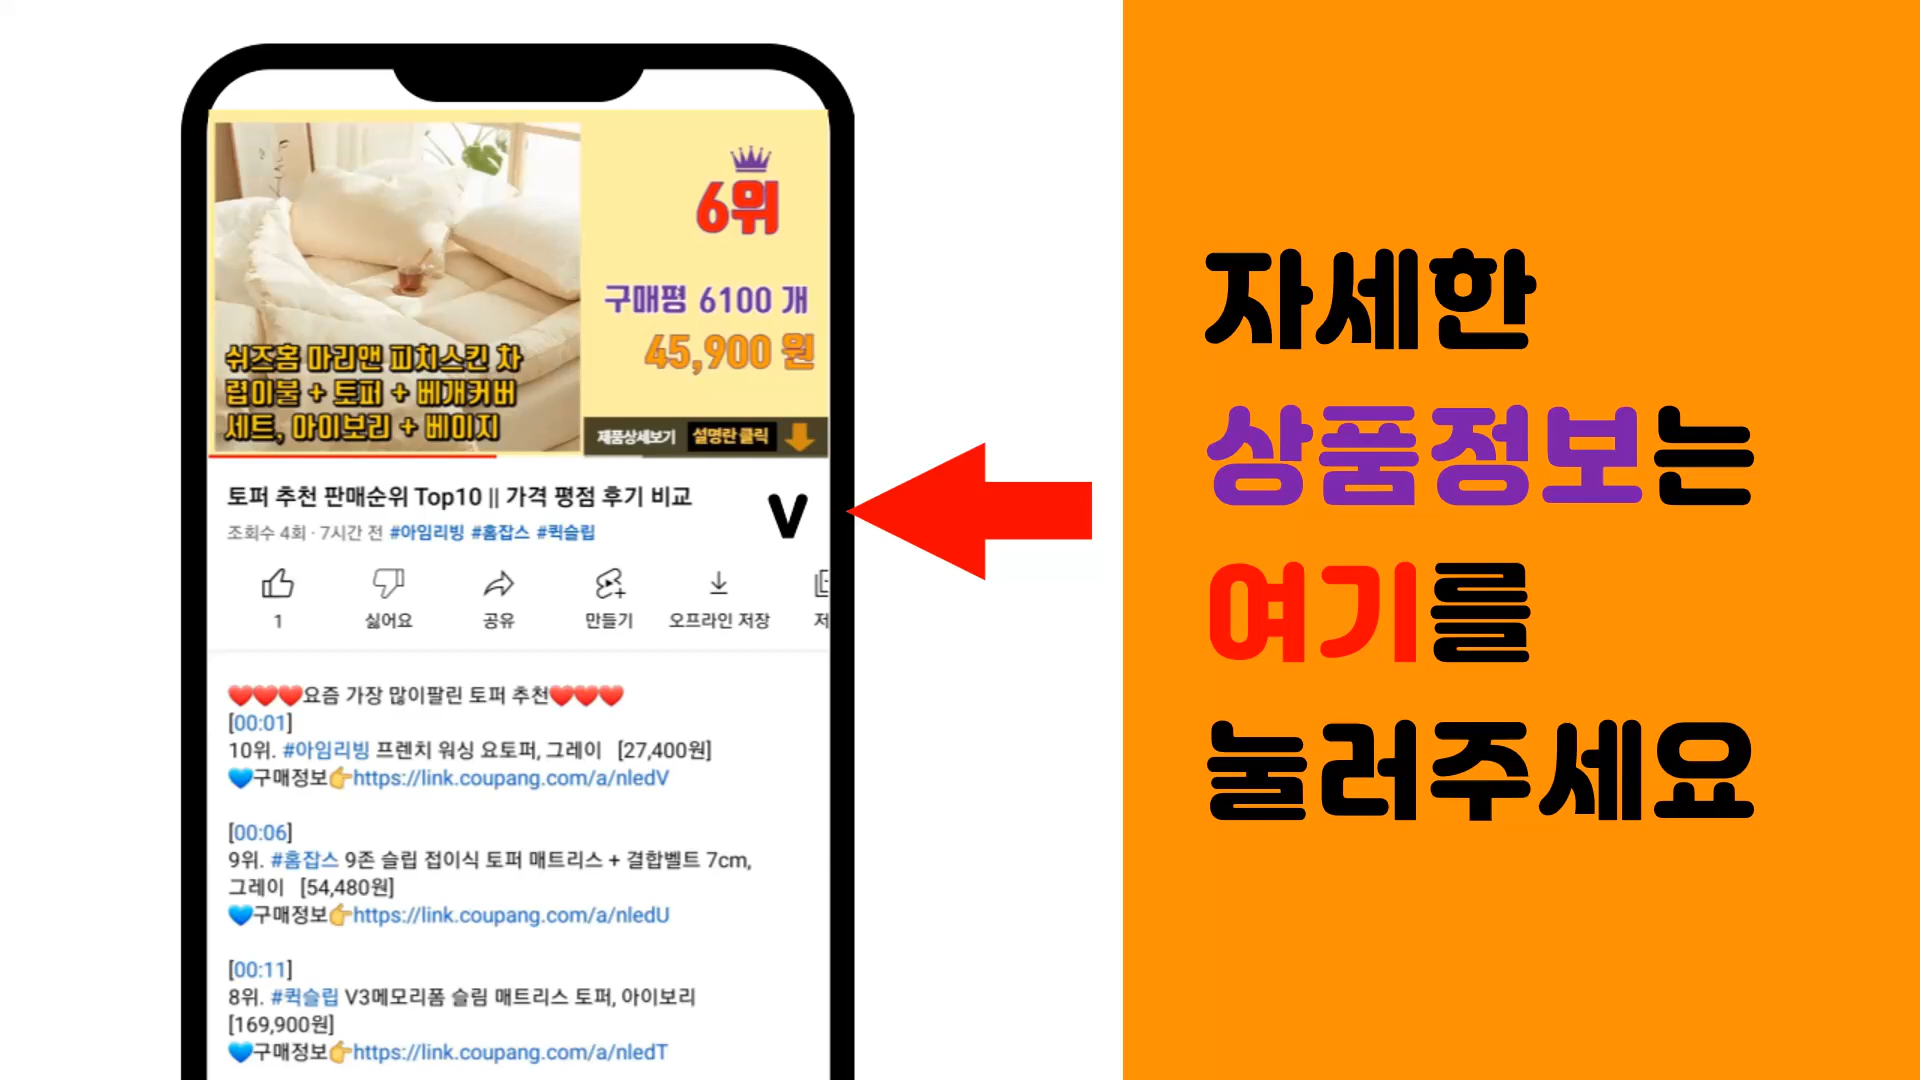 6위
구매평 6100 개
45,900 원
쉬즈홈 마리앤 피치스킨 차
렵이불 + 토퍼 + 베개커버
세트, 아이보리 + 베이지
제품상세보기 설명란 클릭
토퍼 추천 판매순위 Top10 || 가격 평점 후기 비교
V
조회수 4회 · 7시간 전 #아임리빙 #홈잡스 #퀵슬립
1 싫어요 공유 만들기 오프라인 저장 저
❤️❤️❤️요즘 가장 많이팔린 토퍼 추천❤️❤️❤️
[00:01]
10위. #아임리빙 프렌치 워싱 요토퍼, 그레이 [27,400원]
💙구매정보👉https://link.coupang.com/a/nledV
[00:06]
9위. #홈잡스 9존 슬립 접이식 토퍼 매트리스 + 결합벨트 7cm,
그레이 [54,480원]
💙구매정보👉https://link.coupang.com/a/nledU
[00:11]
8위. #퀵슬립 V3메모리폼 슬림 매트리스 토퍼, 아이보리
[169,900원]
💙구매정보👉https://link.coupang.com/a/nledT
자세한
상품정보는
여기를
눌러주세요